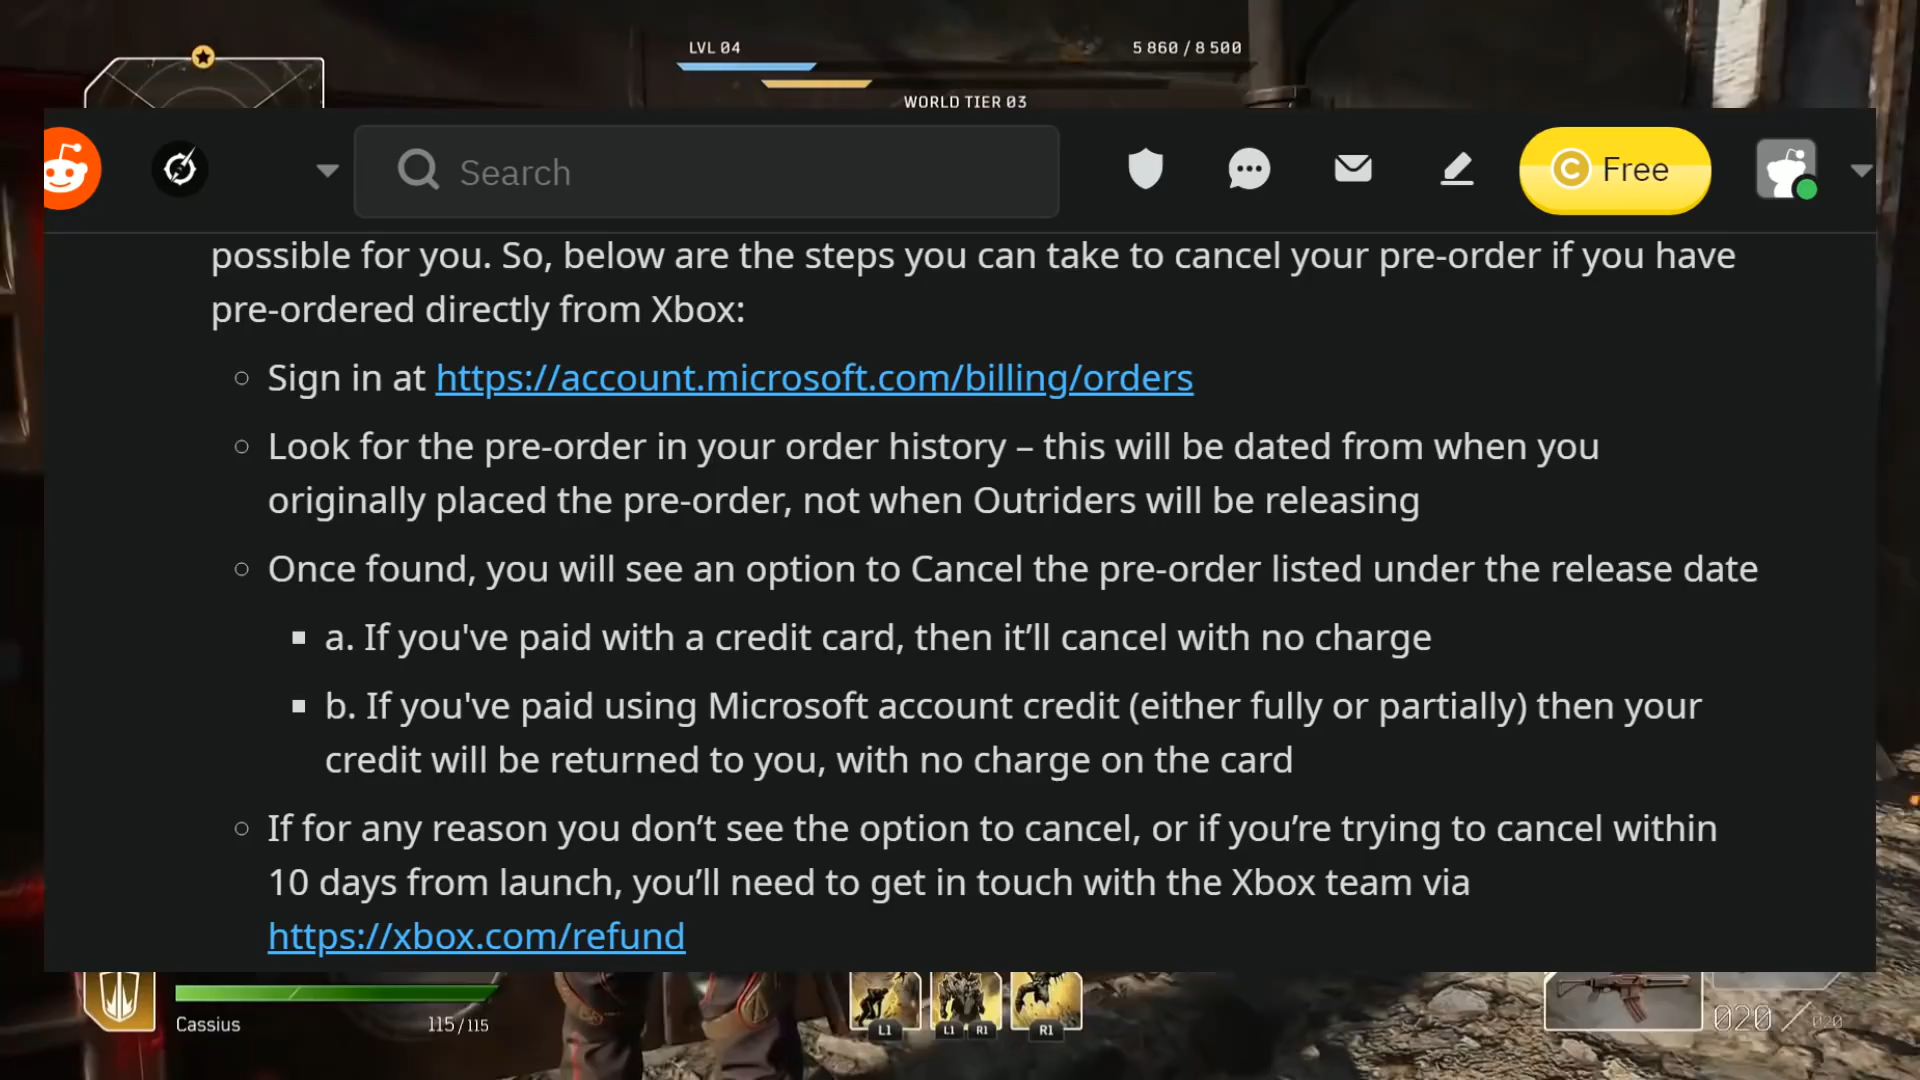 LVL 04
5 860 / 8 500
WORLD TIER 03
Search
Free
possible for you. So, below are the steps you can take to cancel your pre-order if you have
pre-ordered directly from Xbox:
Sign in at https://account.microsoft.com/billing/orders
Look for the pre-order in your order history – this will be dated from when you
originally placed the pre-order, not when Outriders will be releasing
Once found, you will see an option to Cancel the pre-order listed under the release date
a. If you've paid with a credit card, then it’ll cancel with no charge
b. If you've paid using Microsoft account credit (either fully or partially) then your
credit will be returned to you, with no charge on the card
If for any reason you don’t see the option to cancel, or if you’re trying to cancel within
10 days from launch, you’ll need to get in touch with the Xbox team via
https://xbox.com/refund
Cassius
115/115
L1
L1 R1
R1
020 / 020